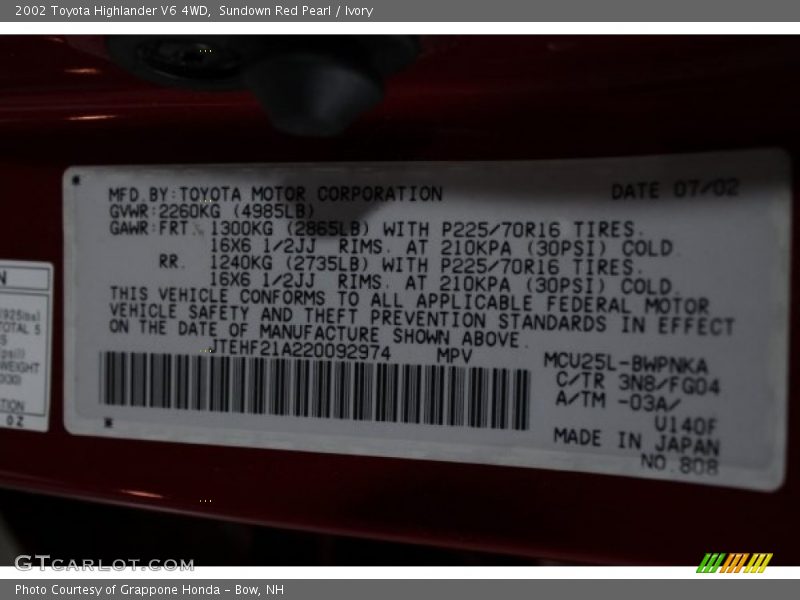 2002 Toyota Highlander V6 4WD,  Sundown Red Pearl / Ivory
MFD.BY:TOYOTA MOTOR CORPORATION DATE 07/02
GVWR:2260KG (4985LB)
GAWR:FRT. 1300KG (2865LB) WITH P225/70R16 TIRES.
16X6 1/2JJ RIMS. AT 210KPA (30PSI) COLD
RR. 1240KG (2735LB) WITH P225/70R16 TIRES.
16X6 1/2JJ RIMS. AT 210KPA (30PSI) COLD.
THIS VEHICLE CONFORMS TO ALL APPLICABLE FEDERAL MOTOR
VEHICLE SAFETY AND THEFT PREVENTION STANDARDS IN EFFECT
ON THE DATE OF MANUFACTURE SHOWN ABOVE.
JTEHF21A220092974 MPV
MCU25L-BWPNKA
C/TR 3N8/FG04
A/TM -03A/
U140F
MADE IN JAPAN
NO.808
925lbs)
TOTAL 5
psi))
WEIGHT
GTCARLOT.COM
Photo Courtesy of Grappone Honda - Bow, NH